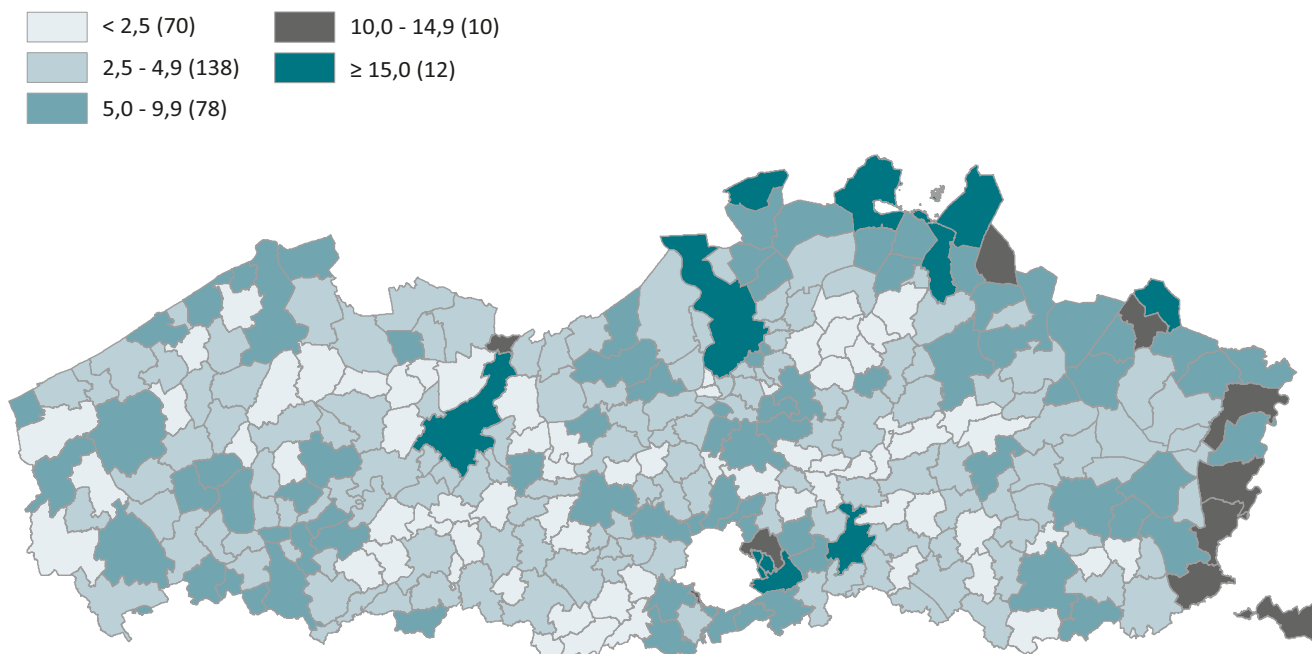 < 2,5 (70)
2,5 - 4,9 (138)
5,0 - 9,9 (78)
10,0 - 14,9 (10)
≥ 15,0 (12)